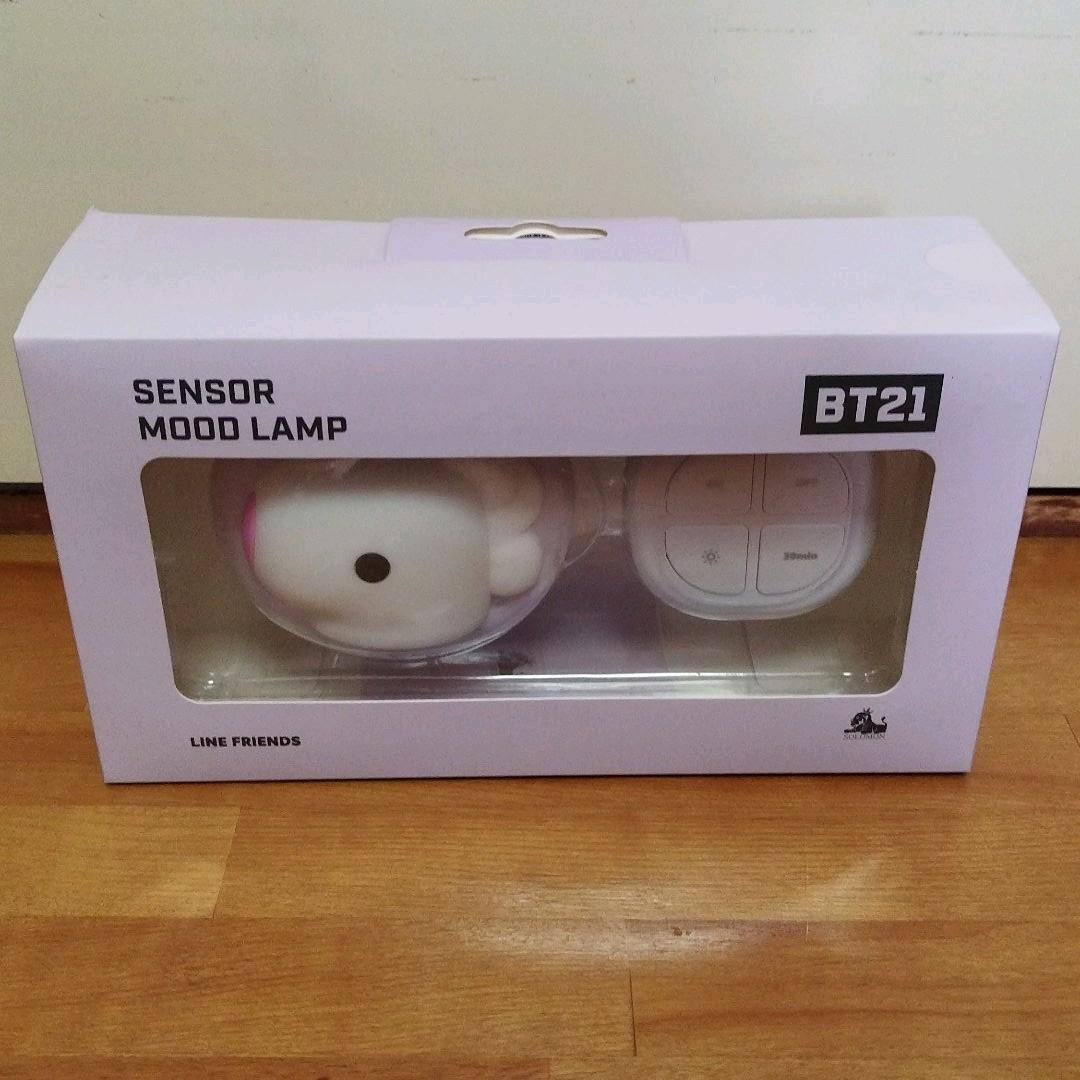 SENSOR
MOOD LAMP
BT21
30min
LINE FRIENDS
SOLOMON